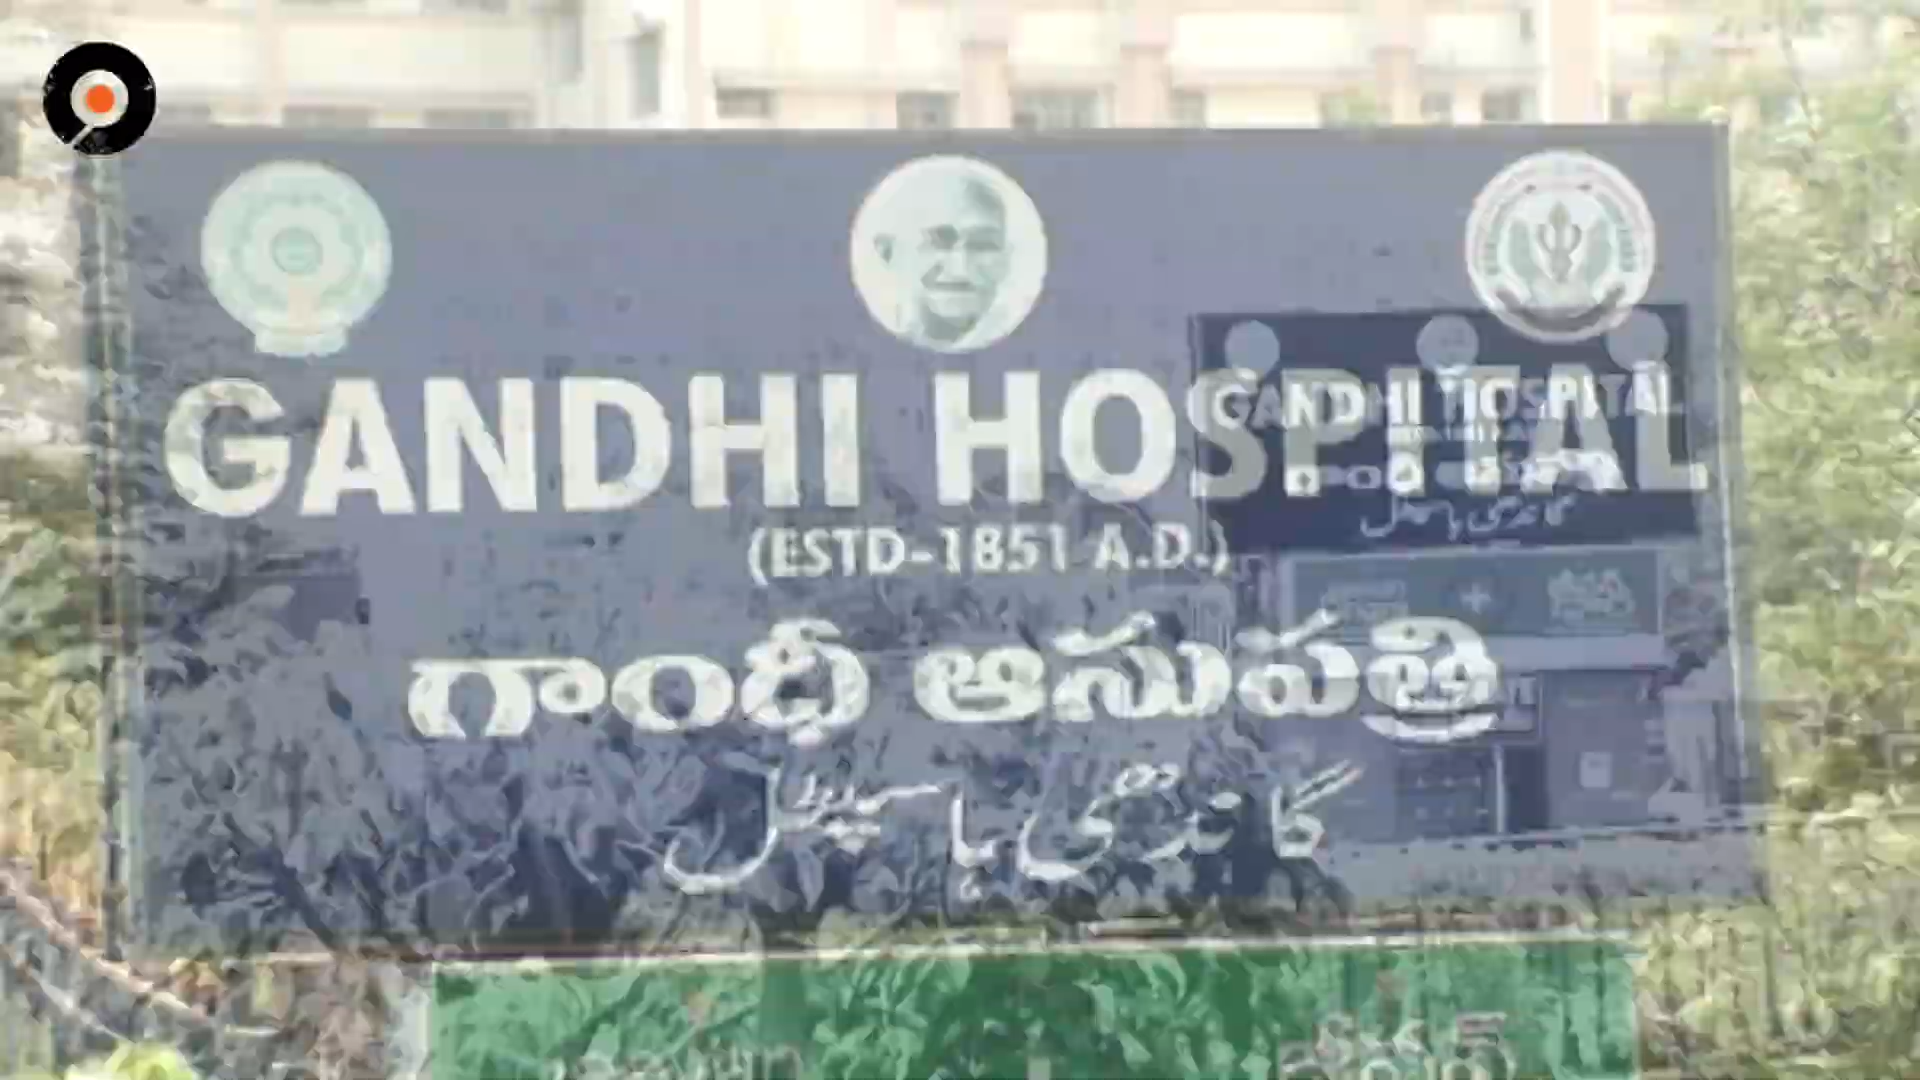 GANDHI HOSPITAL
(ESTD-1851 A.D.)
గాంధీ ఆసుపత్రి
گاندھی ہاسپٹل
GANDHI HOSPITAL